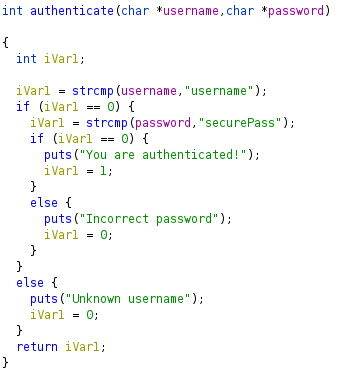 int authenticate(char *username,char *password)
{
int iVar1;
iVar1 = strcmp(username,"username");
if (iVar1 == 0) {
iVar1 = strcmp(password,"securePass");
if (iVar1 == 0) {
puts("You are authenticated!");
iVar1 = 1;
}
else {
puts("Incorrect password");
iVar1 = 0;
}
}
else {
puts("Unknown username");
iVar1 = 0;
}
return iVar1;
}